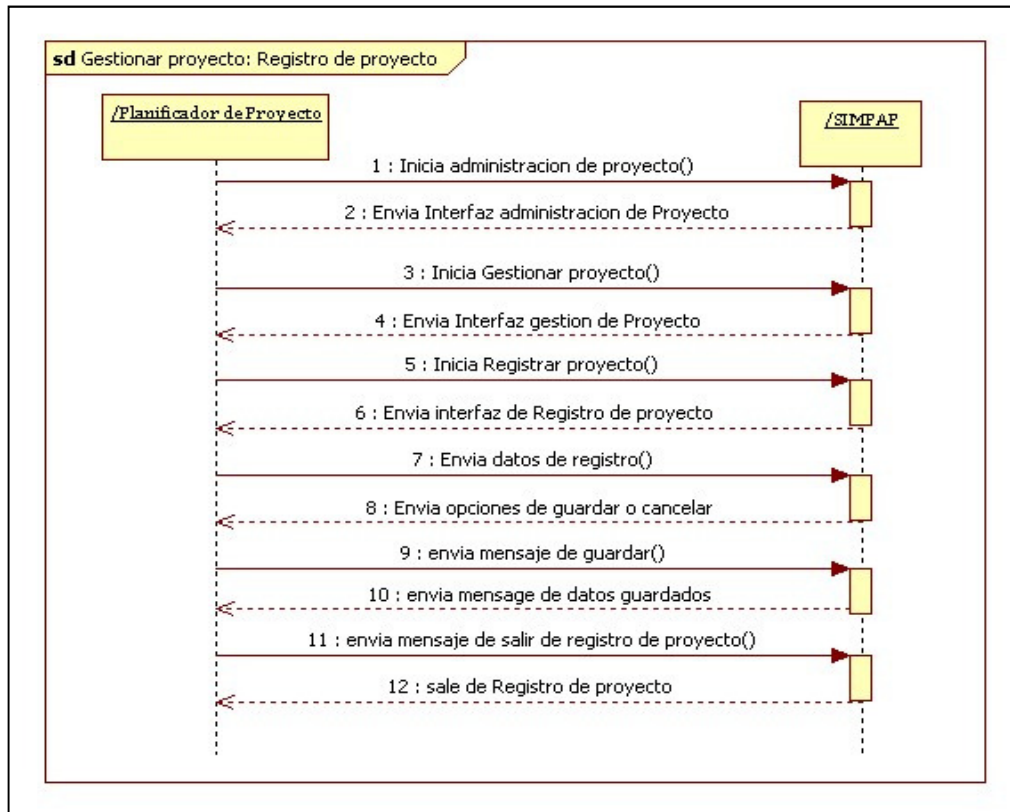 sd Gestionar proyecto: Registro de proyecto
/Planificador de Proyecto
/SIMPAP
1 : Inicia administracion de proyecto()
2 : Envia Interfaz administracion de Proyecto
3 : Inicia Gestionar proyecto()
4 : Envia Interfaz gestion de Proyecto
5 : Inicia Registrar proyecto()
6 : Envia interfaz de Registro de proyecto
7 : Envia datos de registro()
8 : Envia opciones de guardar o cancelar
9 : envia mensaje de guardar()
10 : envia mensage de datos guardados
11 : envia mensaje de salir de registro de proyecto()
12 : sale de Registro de proyecto